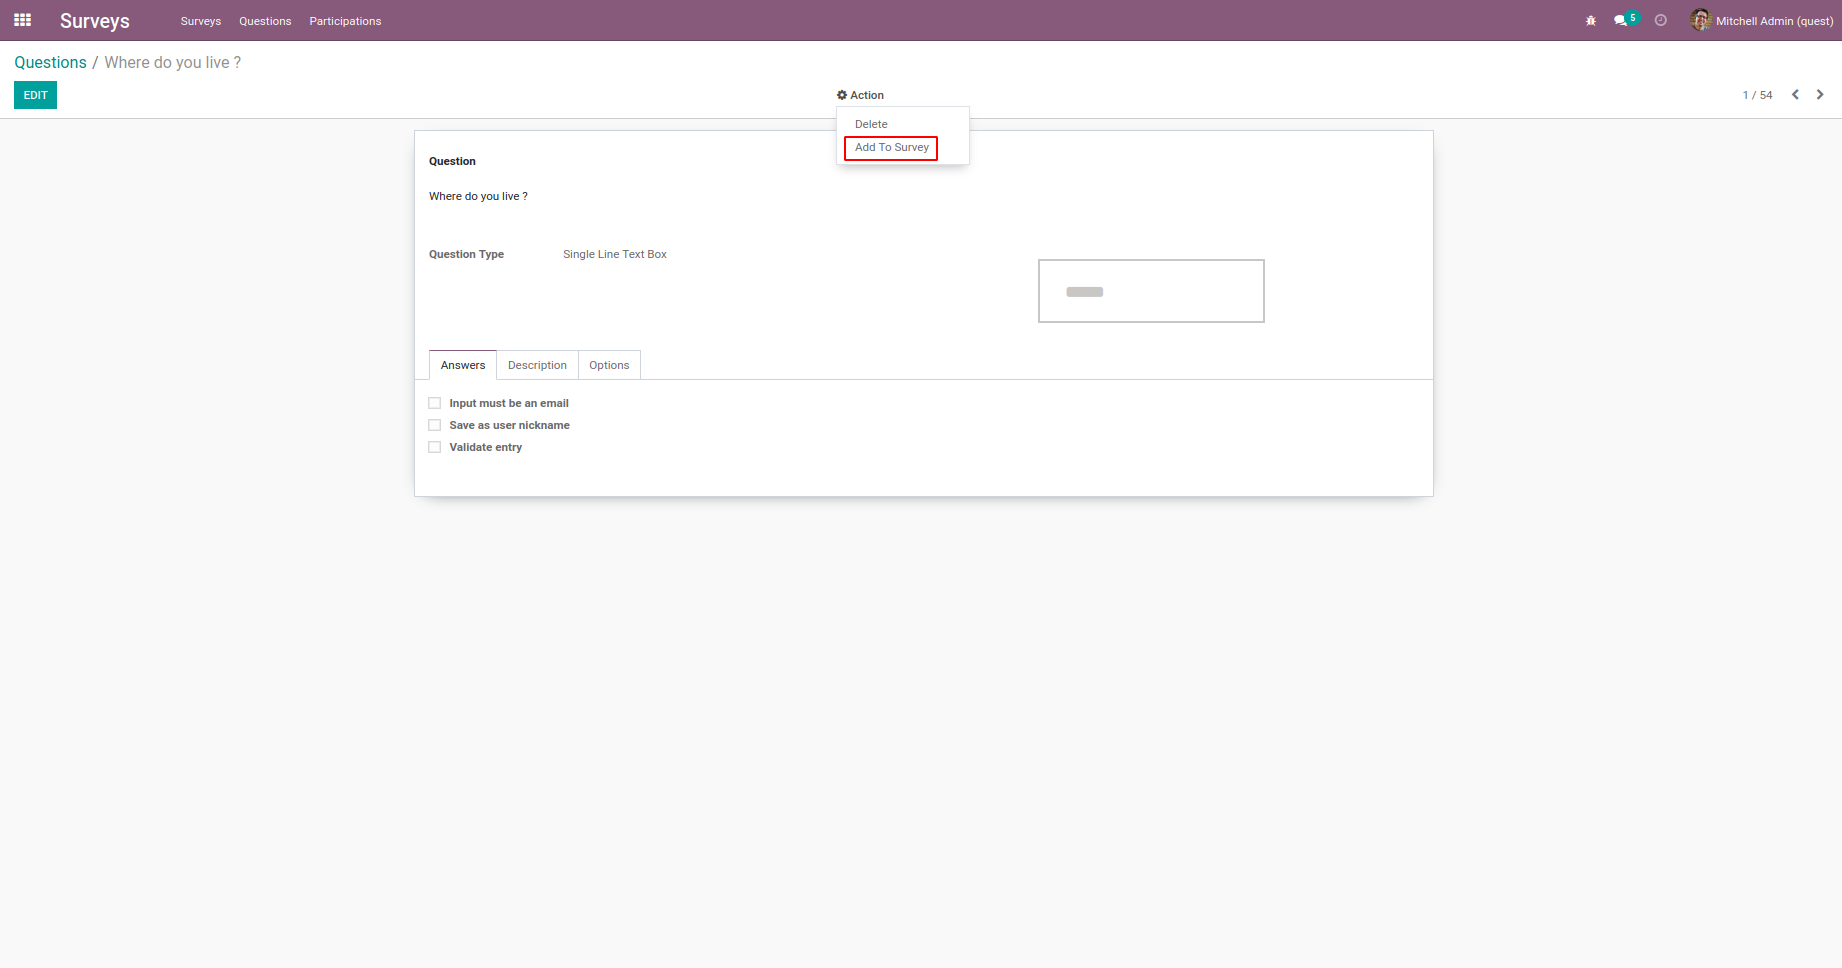 Surveys Surveys Questions Participations 5 Mitchell Admin (quest)
Questions / Where do you live ?
EDIT Action 1 / 54
Delete
Add To Survey
Question
Where do you live ?
Question Type Single Line Text Box
Answers Description Options
Input must be an email
Save as user nickname
Validate entry